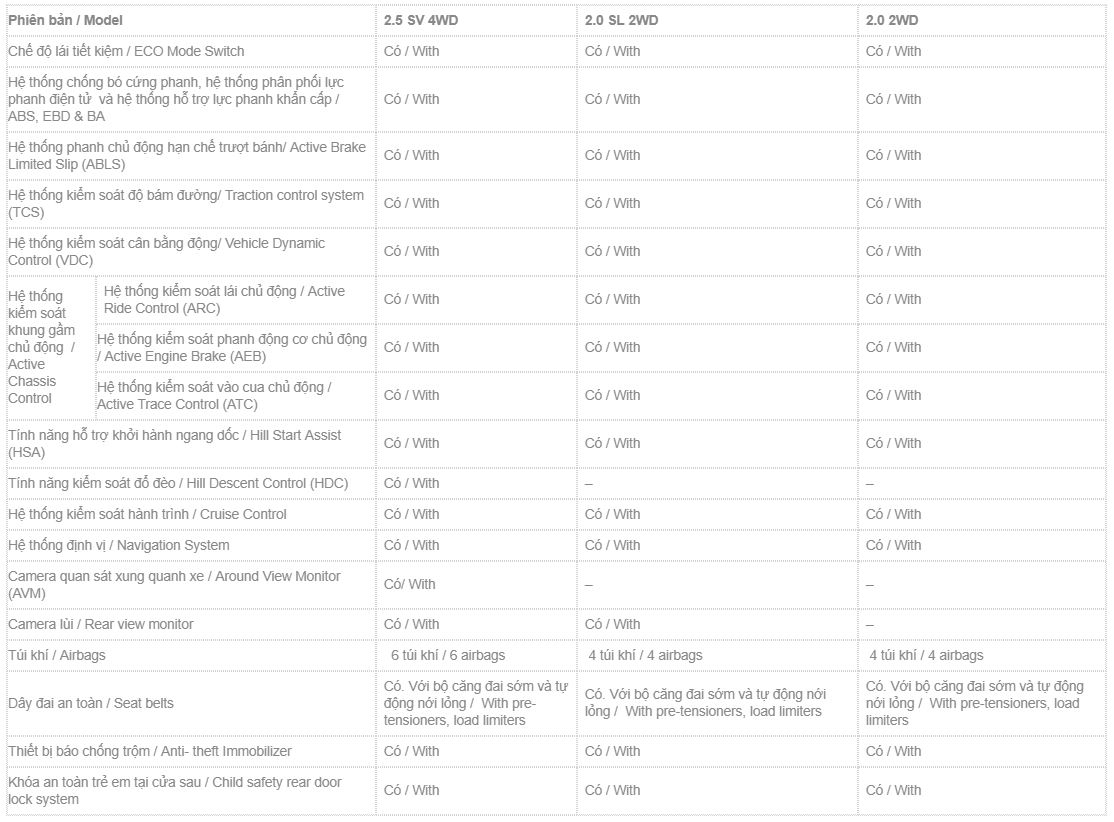 Phiên bản / Model
2.5 SV 4WD
2.0 SL 2WD
2.0 2WD
Chế độ lái tiết kiệm / ECO Mode Switch
Có / With
Có / With
Có / With
Hệ thống chống bó cứng phanh, hệ thống phân phối lực
phanh điện tử  và hệ thống hỗ trợ lực phanh khẩn cấp /
ABS, EBD & BA
Có / With
Có / With
Có / With
Hệ thống phanh chủ động hạn chế trượt bánh/ Active Brake
Limited Slip (ABLS)
Có / With
Có / With
Có / With
Hệ thống kiểm soát độ bám đường/ Traction control system
(TCS)
Có / With
Có / With
Có / With
Hệ thống kiểm soát cân bằng động/ Vehicle Dynamic
Control (VDC)
Có / With
Có / With
Có / With
Hệ thống
kiểm soát
khung gầm
chủ động  /
Active
Chassis
Control
Hệ thống kiểm soát lái chủ động / Active
Ride Control (ARC)
Có / With
Có / With
Có / With
Hệ thống kiểm soát phanh động cơ chủ động
/ Active Engine Brake (AEB)
Có / With
Có / With
Có / With
Hệ thống kiểm soát vào cua chủ động /
Active Trace Control (ATC)
Có / With
Có / With
Có / With
Tính năng hỗ trợ khởi hành ngang dốc / Hill Start Assist
(HSA)
Có / With
Có / With
Có / With
Tính năng kiểm soát đổ đèo / Hill Descent Control (HDC)
Có / With
–
–
Hệ thống kiểm soát hành trình / Cruise Control
Có / With
Có / With
Có / With
Hệ thống định vị / Navigation System
Có / With
Có / With
Có / With
Camera quan sát xung quanh xe / Around View Monitor
(AVM)
Có/ With
–
–
Camera lùi / Rear view monitor
Có / With
Có / With
–
Túi khí / Airbags
6 túi khí / 6 airbags
4 túi khí / 4 airbags
4 túi khí / 4 airbags
Dây đai an toàn / Seat belts
Có. Với bộ căng đai sớm và tự
động nới lỏng /  With pre-
tensioners, load limiters
Có. Với bộ căng đai sớm và tự động nới
lỏng /  With pre-tensioners, load limiters
Có. Với bộ căng đai sớm và tự động
nới lỏng /  With pre-tensioners, load
limiters
Thiết bị báo chống trộm / Anti- theft Immobilizer
Có / With
Có / With
Có / With
Khóa an toàn trẻ em tại cửa sau / Child safety rear door
lock system
Có / With
Có / With
Có / With